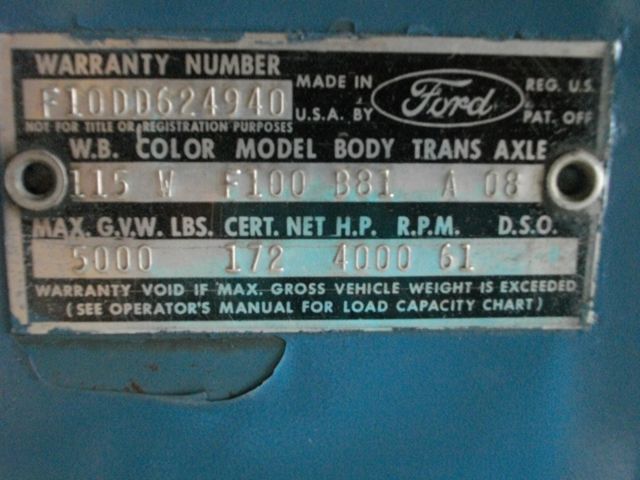 WARRANTY NUMBER
F10DD624940
MADE IN
U.S.A. BY
Ford
REG. U.S.
PAT. OFF
NOT FOR TITLE OR REGISTRATION PURPOSES
W.B. COLOR MODEL BODY TRANS AXLE
115 W F100 B81 A 08
MAX. G.V.W. LBS. CERT. NET H.P. R.P.M. D.S.O.
5000 172 4000 61
WARRANTY VOID IF MAX. GROSS VEHICLE WEIGHT IS EXCEEDED
(SEE OPERATOR'S MANUAL FOR LOAD CAPACITY CHART)